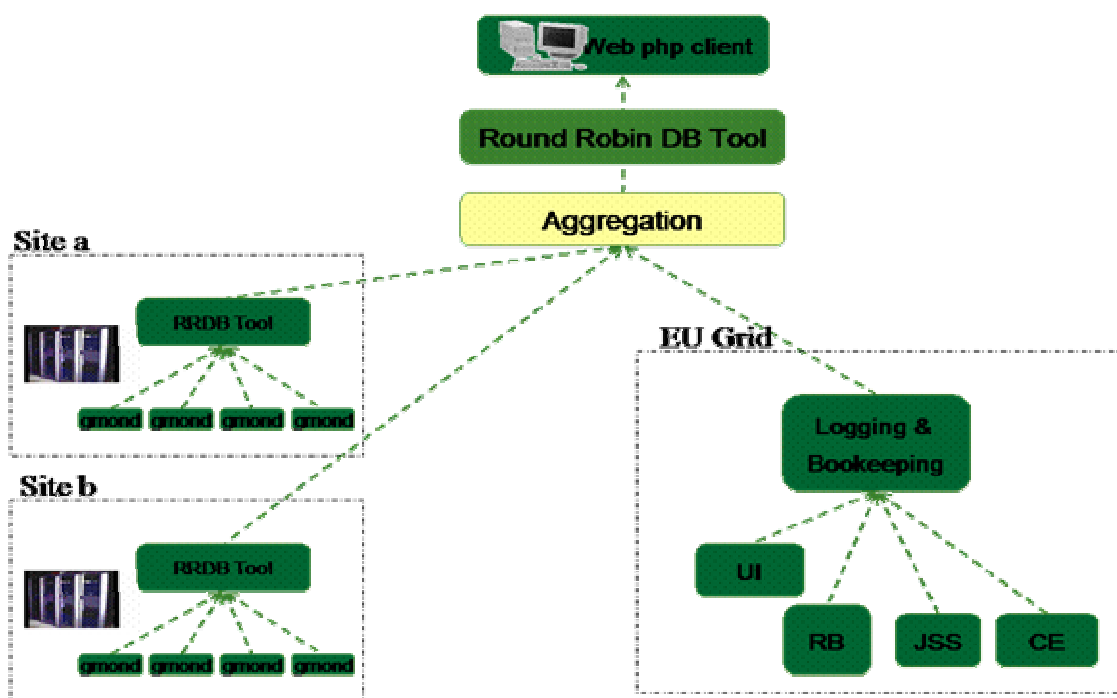 Web php client
Round Robin DB Tool
Aggregation
Site a
RRDB Tool
gmond gmond gmond gmond
Site b
RRDB Tool
gmond gmond gmond gmond
EU Grid
Logging &
Bookeeping
UI
RB JSS CE